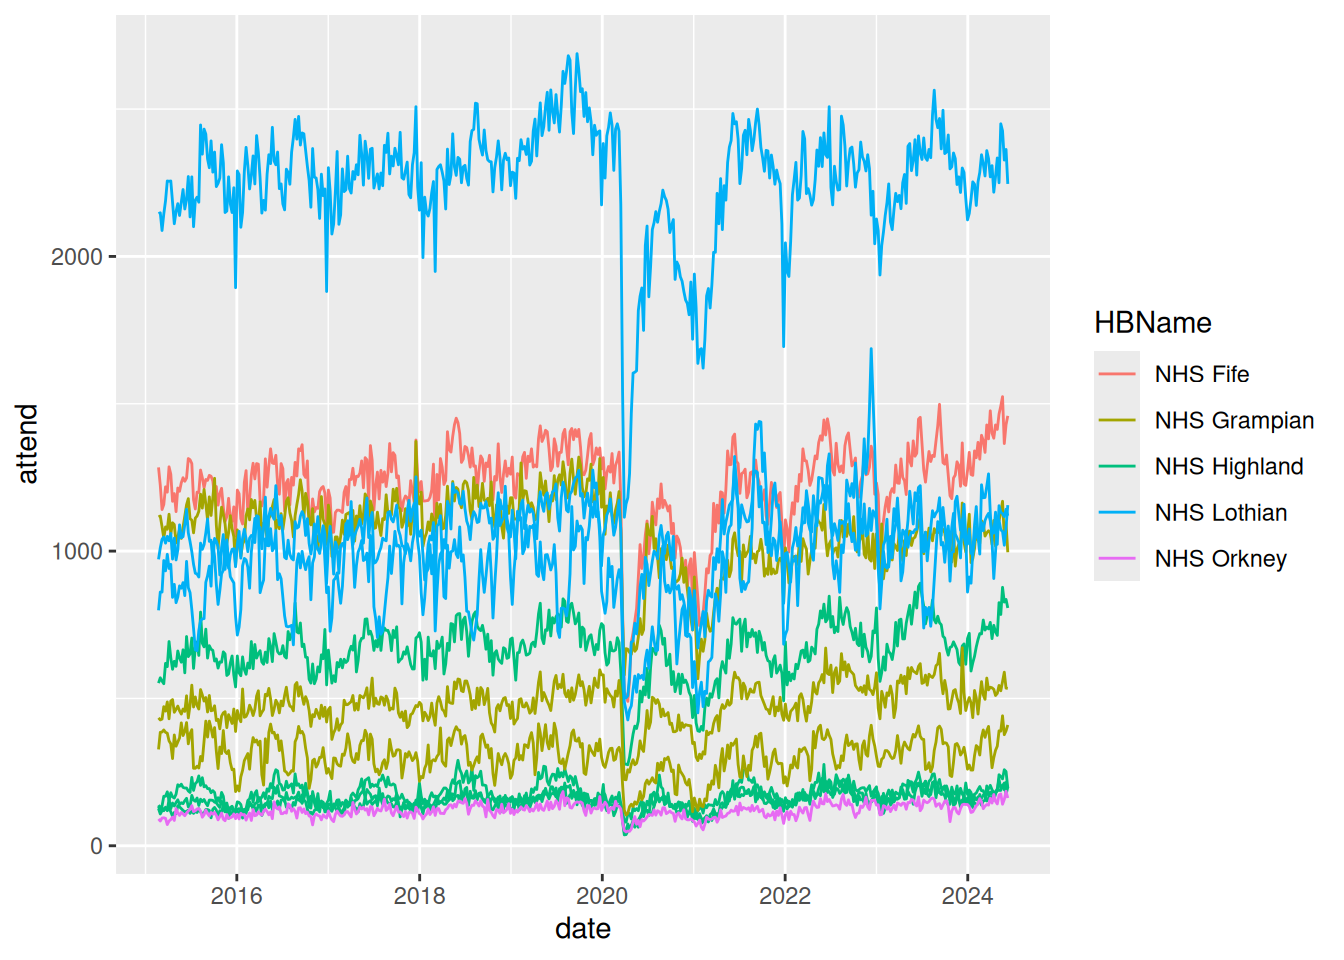 2000
1000
0
attend
2016
2018
2020
2022
2024
date
HBName
NHS Fife
NHS Grampian
NHS Highland
NHS Lothian
NHS Orkney